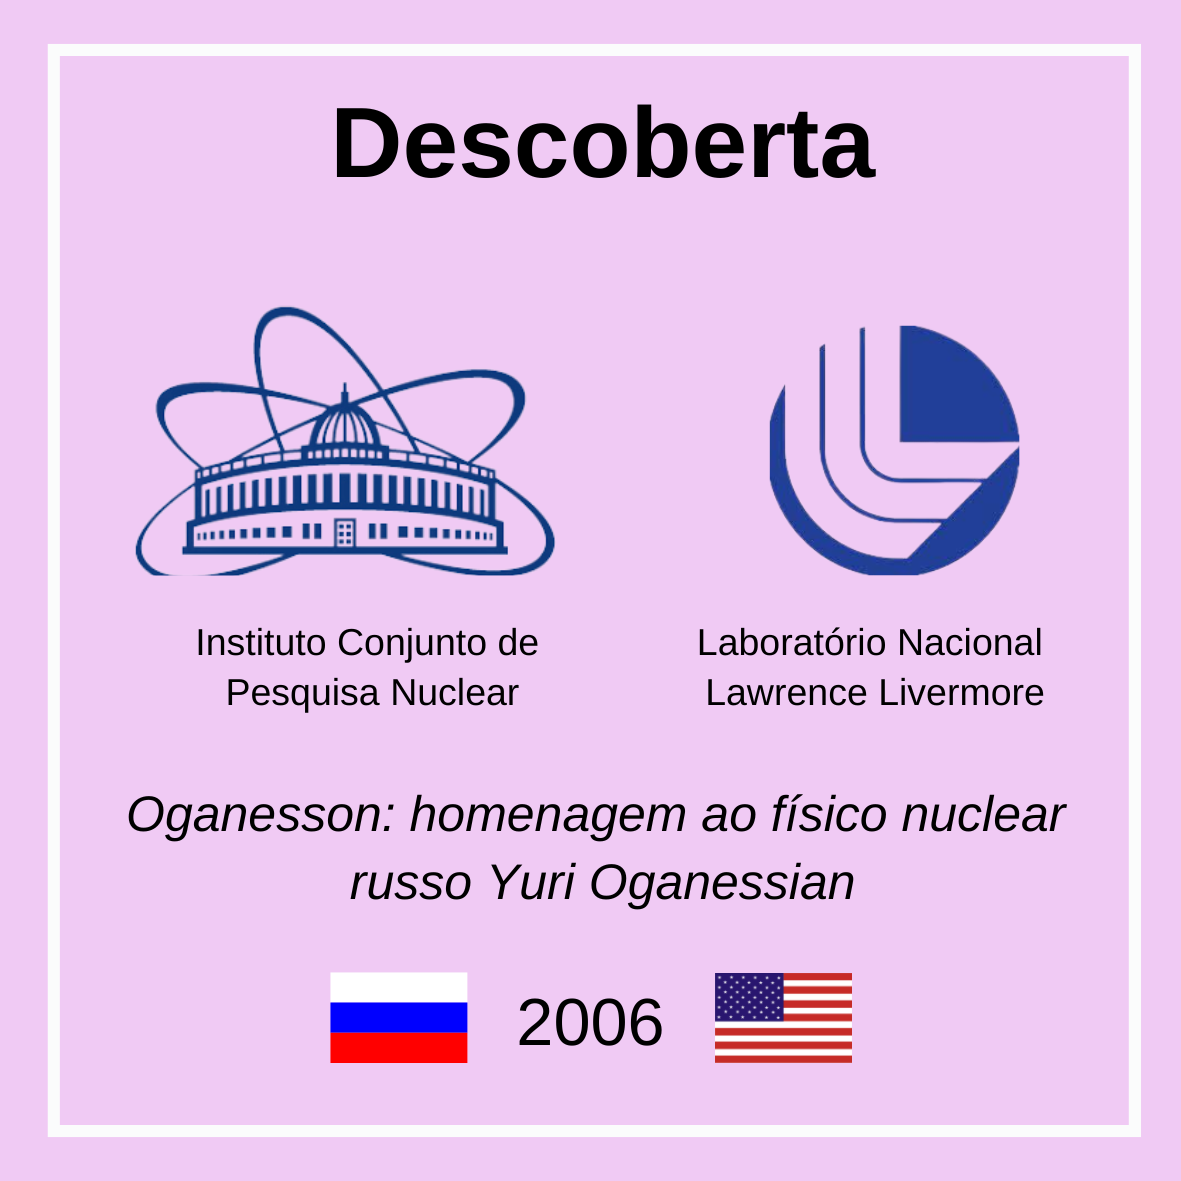 Descoberta
Instituto Conjunto de
Pesquisa Nuclear
Laboratório Nacional
Lawrence Livermore
Oganesson: homenagem ao físico nuclear
russo Yuri Oganessian
2006